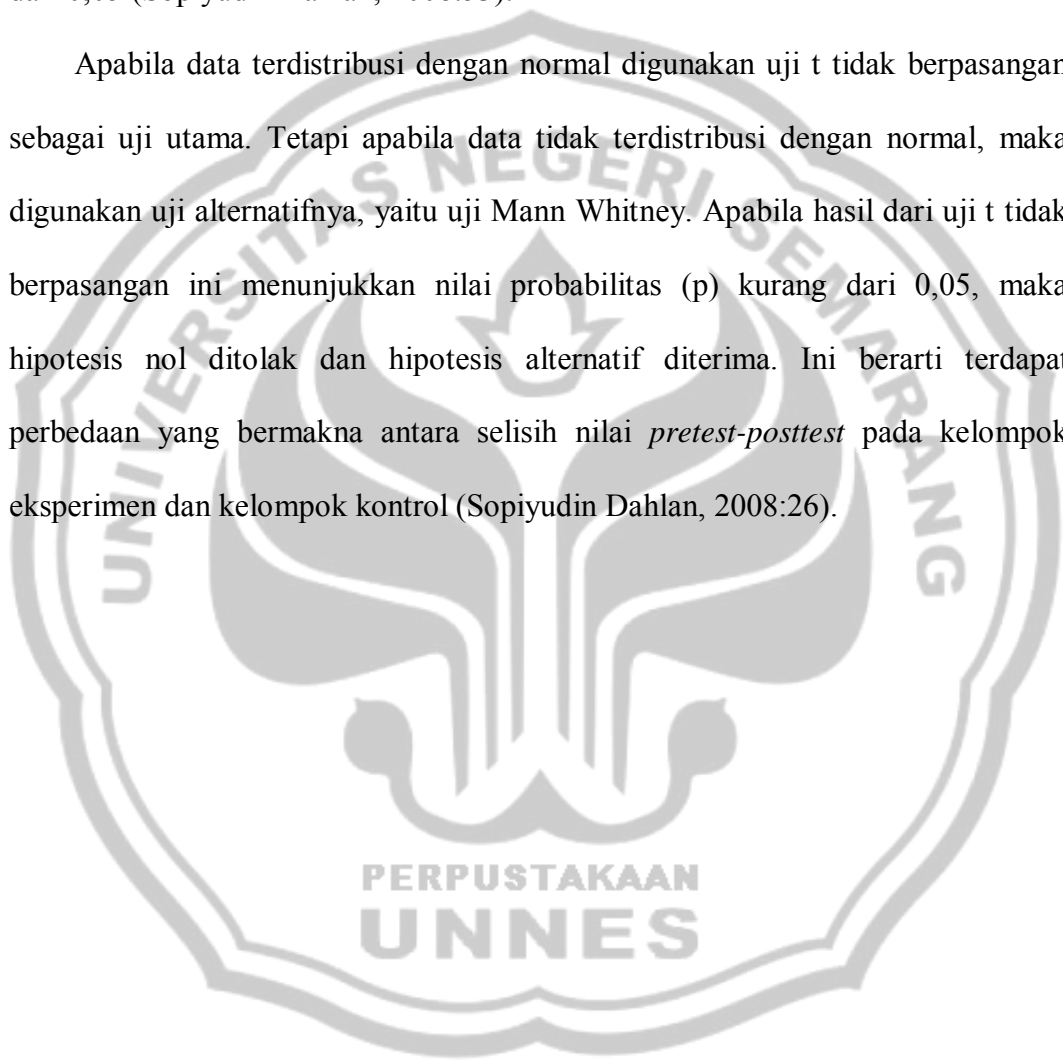 Apabila data terdistribusi dengan normal digunakan uji t tidak berpasangan
sebagai uji utama. Tetapi apabila data tidak terdistribusi dengan normal, maka
digunakan uji alternatifnya, yaitu uji Mann Whitney. Apabila hasil dari uji t tidak
berpasangan ini menunjukkan nilai probabilitas (p) kurang dari 0,05, maka
hipotesis nol ditolak dan hipotesis alternatif diterima. Ini berarti terdapat
perbedaan yang bermakna antara selisih nilai pretest-posttest pada kelompok
eksperimen dan kelompok kontrol (Sopiyudin Dahlan, 2008:26).
UNIVERSITAS NEGERI SEMARANG
PERPUSTAKAAN
UNNES